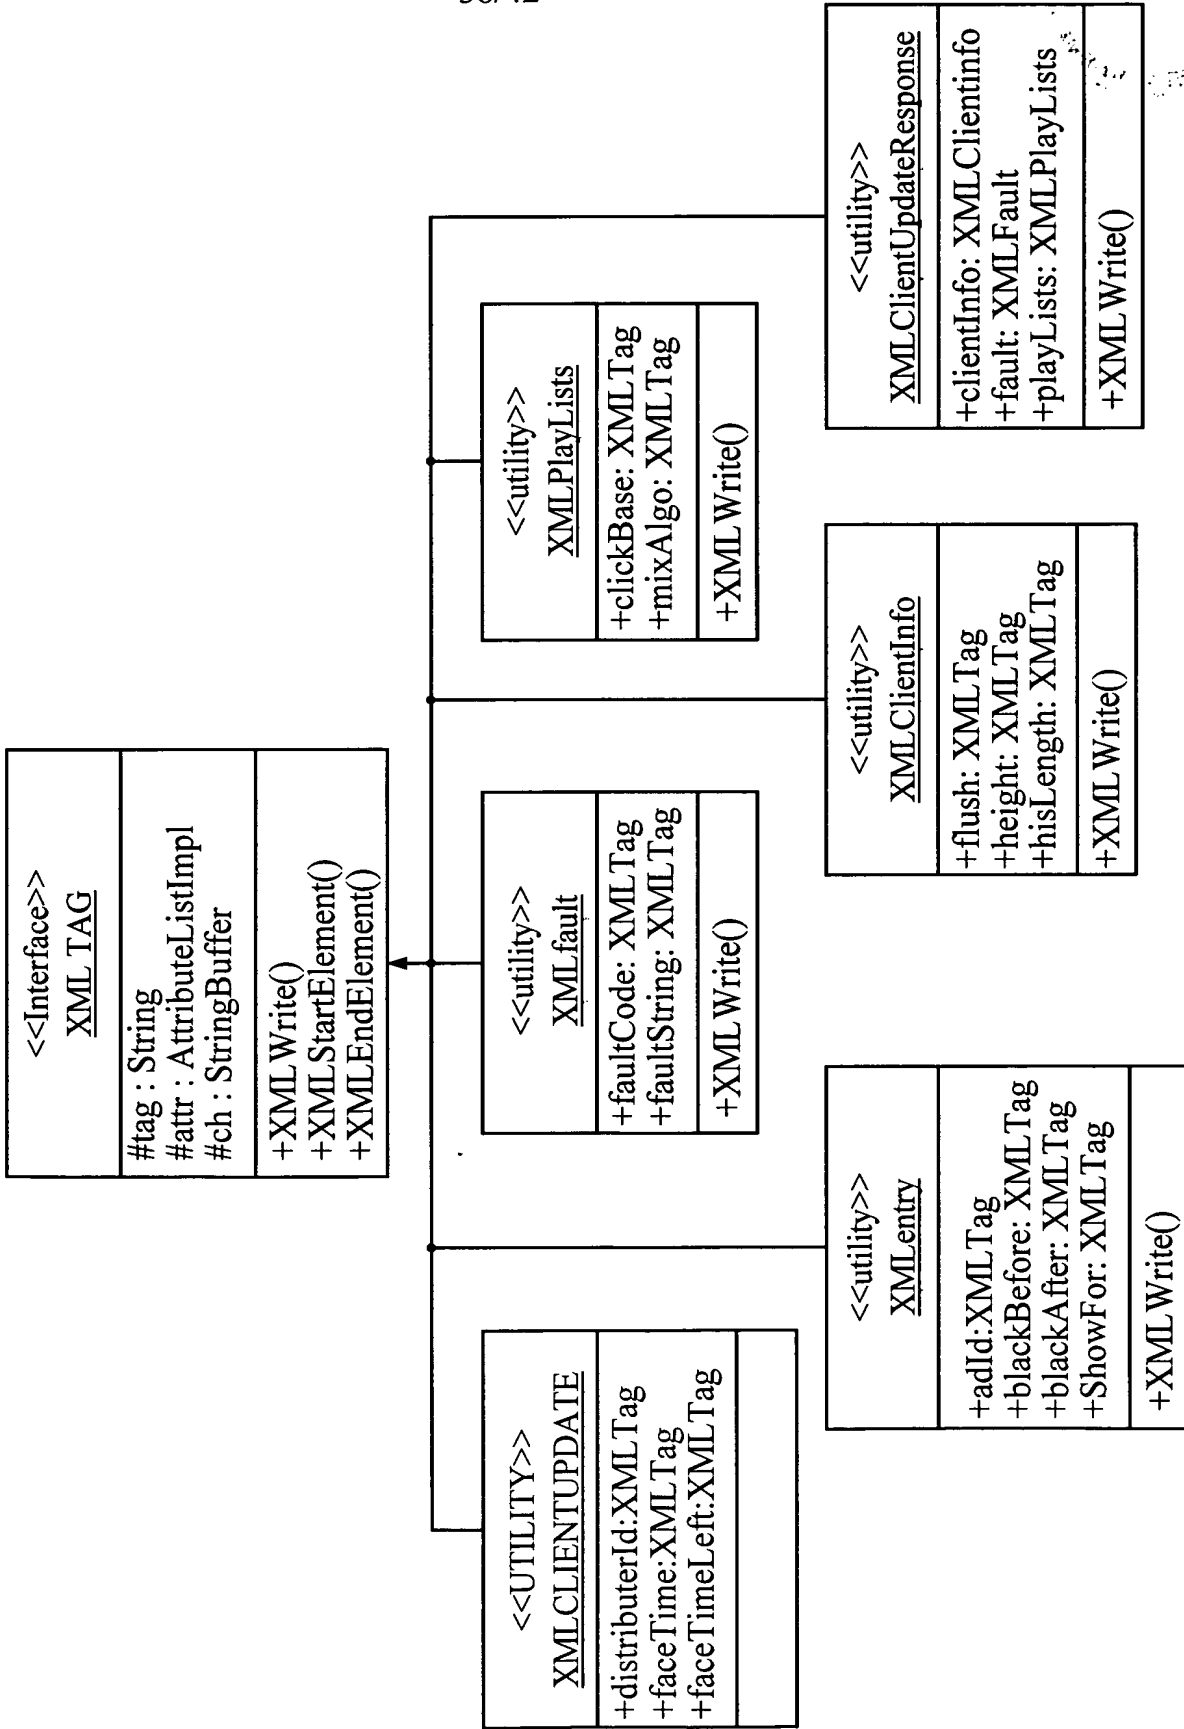 <<Interface>>
XML TAG
#tag : String
#attr : AttributeListImpl
#ch : StringBuffer
+XMLWrite()
+XMLStartElement()
+XMLEndElement()
<<UTILITY>>
XMLCLIENTUPDATE
+distributerId:XMLTag
+faceTime:XMLTag
+faceTimeLeft:XMLTag
<<utility>>
XMLfault
+faultCode: XMLTag
+faultString: XMLTag
+XMLWrite()
<<utility>>
XMLPlayLists
+clickBase: XMLTag
+mixAlgo: XMLTag
+XMLWrite()
<<utility>>
XMLentry
+adId:XMLTag
+blackBefore: XMLTag
+blackAfter: XMLTag
+ShowFor: XMLTag
+XMLWrite()
<<utility>>
XMLClientInfo
+flush: XMLTag
+height: XMLTag
+hisLength: XMLTag
+XMLWrite()
<<utility>>
XMLClientUpdateResponse
+clientInfo: XMLClientinfo
+fault: XMLFault
+playLists: XMLPlayLists
+XMLWrite()